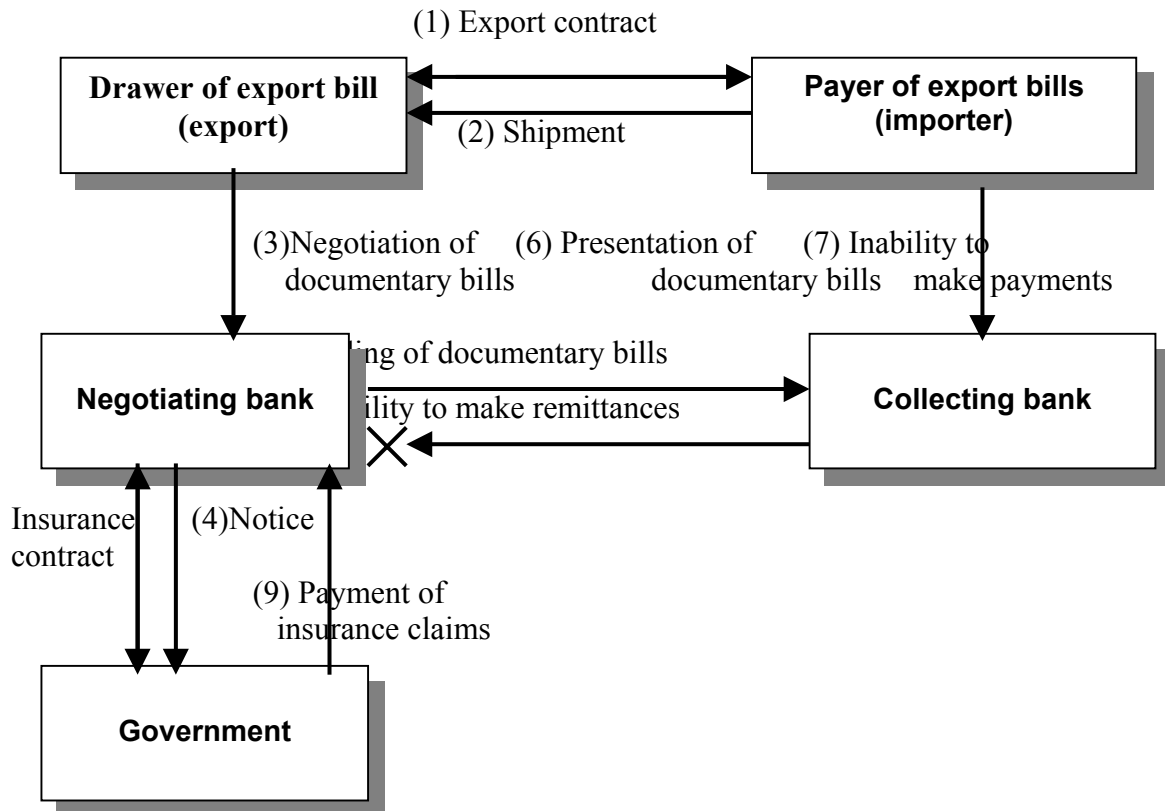 (1) Export contract
Drawer of export bill
(export)
Payer of export bills
(importer)
(2) Shipment
(3)Negotiation of
documentary bills
(6) Presentation of
documentary bills
(7) Inability to
make payments
of documentary bills
to make remittances
Negotiating bank
Collecting bank
Insurance
contract
(4)Notice
(9) Payment of
insurance claims
Government